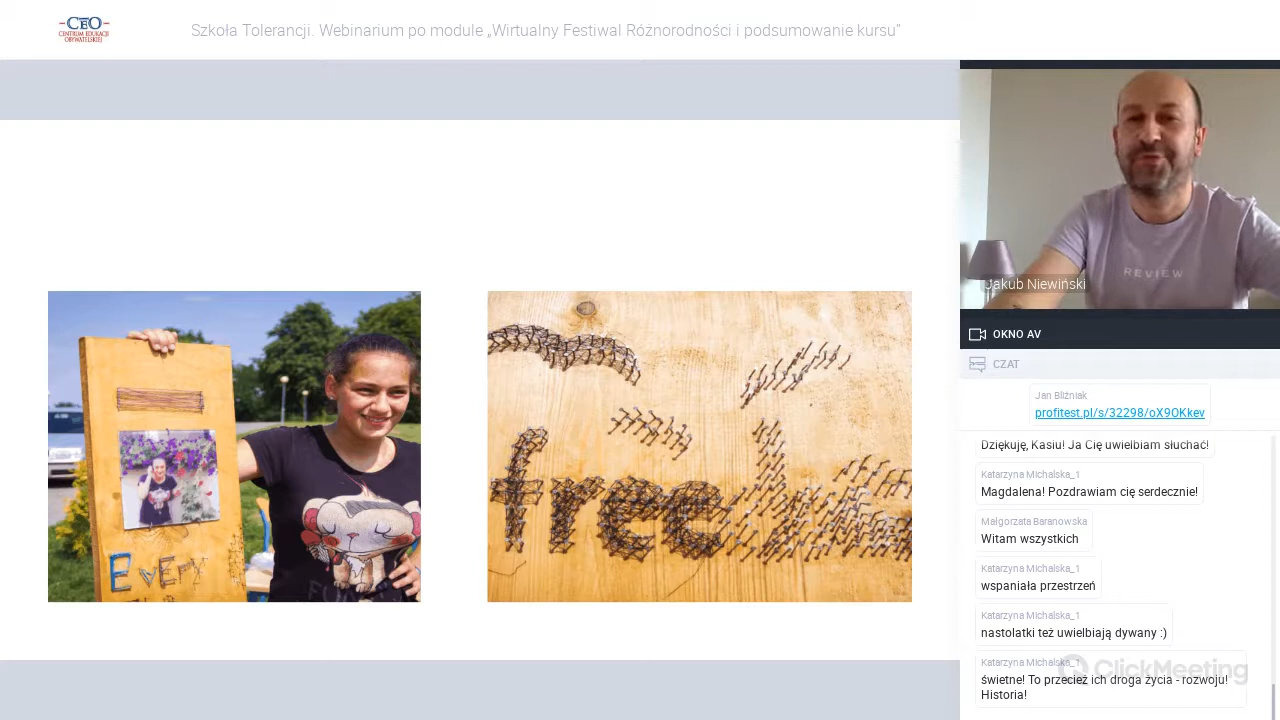 CEO
CENTRUM EDUKACJI
OBYWATELSKIEJ
Szkoła Tolerancji. Webinarium po module „Wirtualny Festiwal Różnorodności i podsumowanie kursu”
EvEry
free
REVIEW
Jakub Niewiński
OKNO AV
CZAT
Jan Bliźniak
profitest.pl/s/32298/oX9OKkev
Dziękuję, Kasiu! Ja Cię uwielbiam słuchać!
Katarzyna Michalska_1
Magdalena! Pozdrawiam cię serdecznie!
Małgorzata Baranowska
Witam wszystkich
Katarzyna Michalska_1
wspaniała przestrzeń
Katarzyna Michalska_1
nastolatki też uwielbiają dywany :)
Katarzyna Michalska_1
ClickMeeting
świetne! To przecież ich droga życia - rozwoju!
Historia!